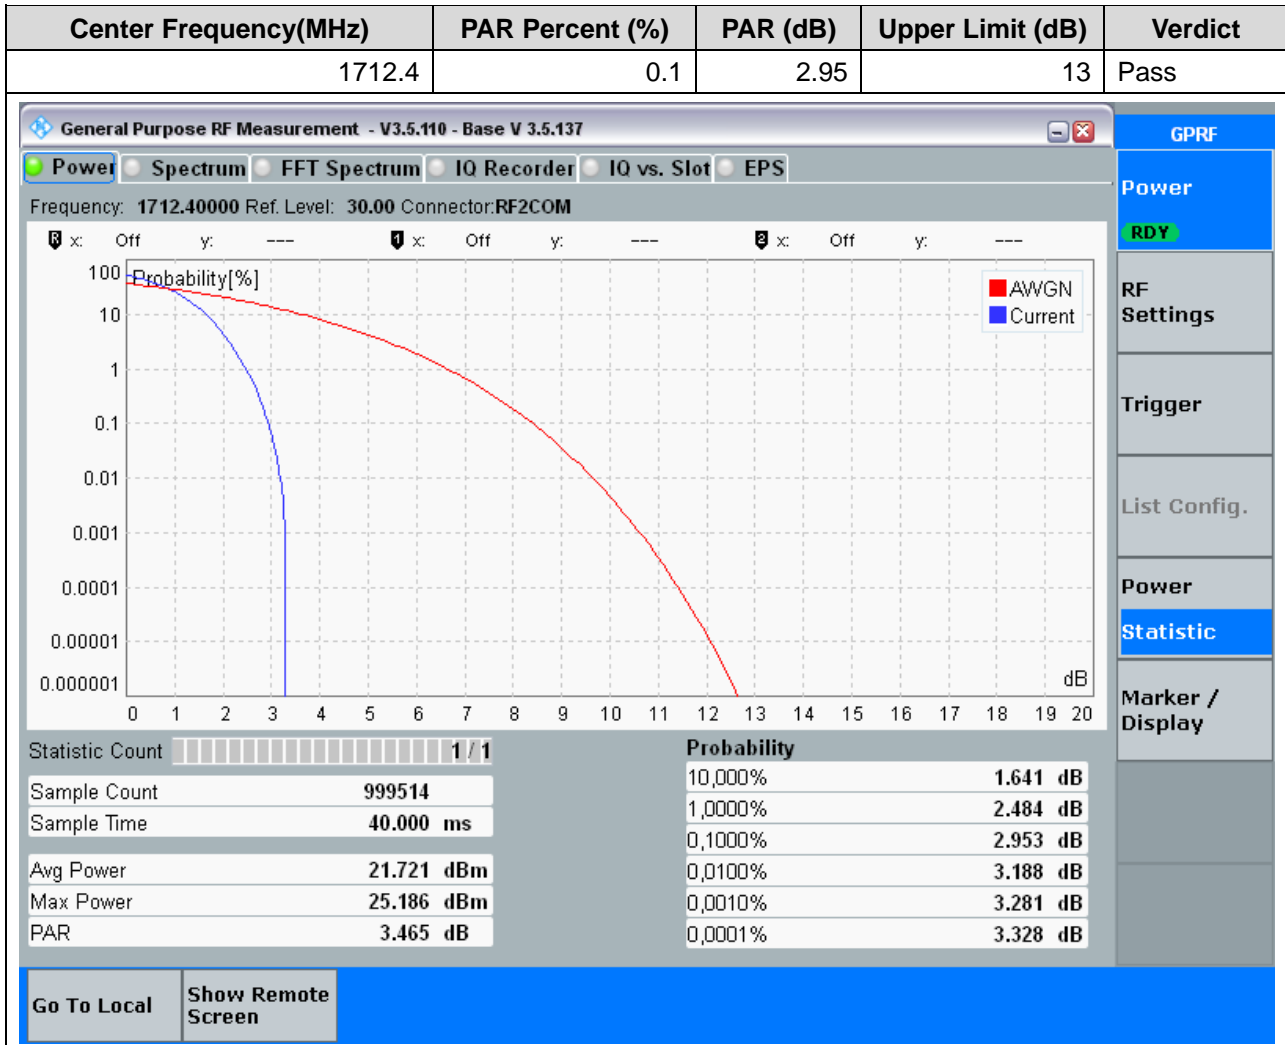 Center Frequency(MHz) PAR Percent (%) PAR (dB) Upper Limit (dB) Verdict
1712.4 0.1 2.95 13 Pass
General Purpose RF Measurement - V3.5.110 - Base V 3.5.137
GPRF
Power Spectrum FFT Spectrum IQ Recorder IQ vs. Slot EPS
Power
RDY
Frequency: 1712.40000 Ref. Level: 30.00 Connector:RF2COM
R x: Off y: --- 1 x: Off y: --- 2 x: Off y: ---
Probability[%]
AWGN
Current
100
10
1
0.1
0.01
0.001
0.0001
0.00001
0.000001
dB
0 1 2 3 4 5 6 7 8 9 10 11 12 13 14 15 16 17 18 19 20
RF
Settings
Trigger
List Config.
Power
Statistic
Marker /
Display
Statistic Count 1 / 1
Sample Count 999514
Sample Time 40.000 ms
Avg Power 21.721 dBm
Max Power 25.186 dBm
PAR 3.465 dB
Probability
10,000% 1.641 dB
1,0000% 2.484 dB
0,1000% 2.953 dB
0,0100% 3.188 dB
0,0010% 3.281 dB
0,0001% 3.328 dB
Go To Local
Show Remote
Screen